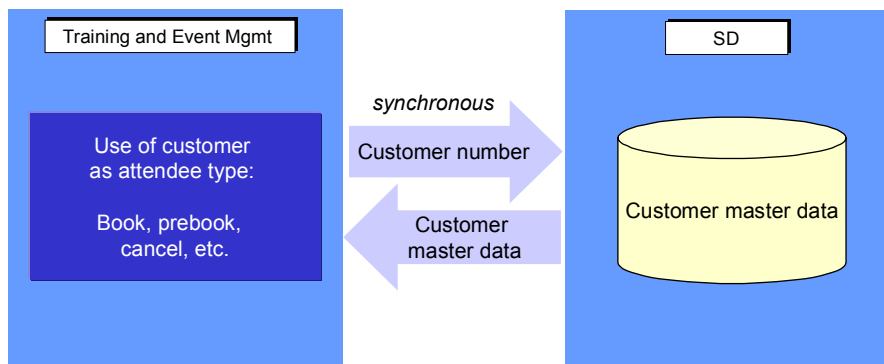 Training and Event Mgmt
SD
synchronous
Use of customer
as attendee type:
Book, prebook,
cancel, etc.
Customer number
Customer
master data
Customer master data